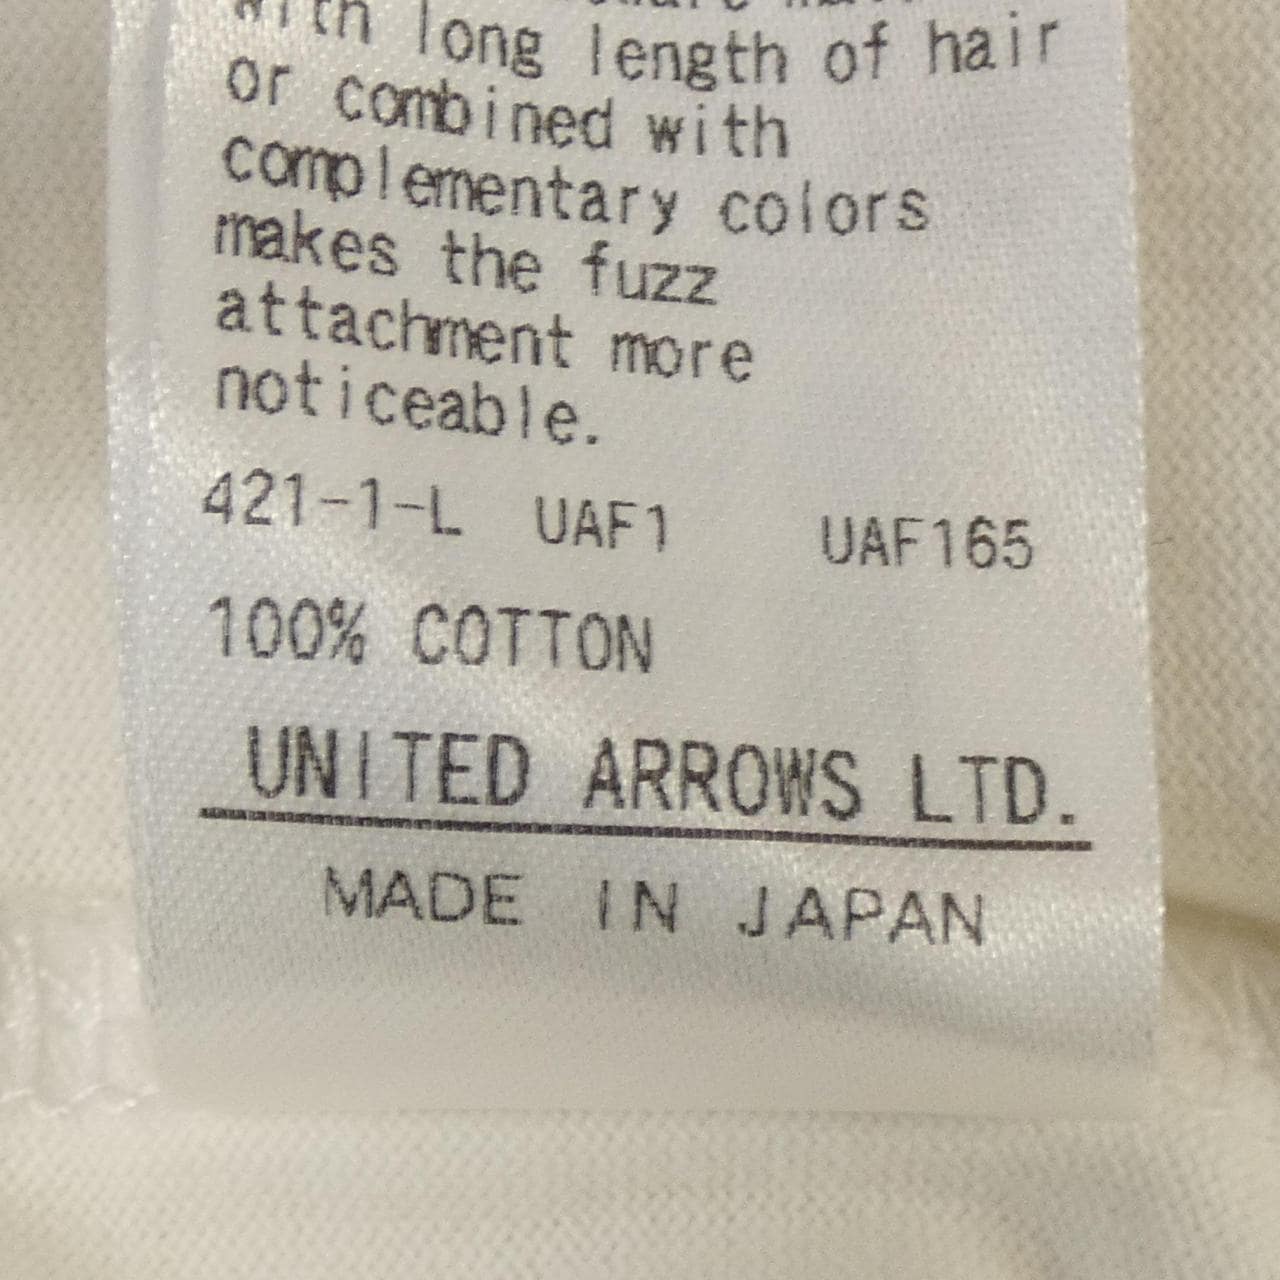 with long length of hair
or combined with
complementary colors
makes the fuzz
attachment more
noticeable.
421-1-L UAF1 UAF165
100% COTTON
UNITED ARROWS LTD.
MADE IN JAPAN